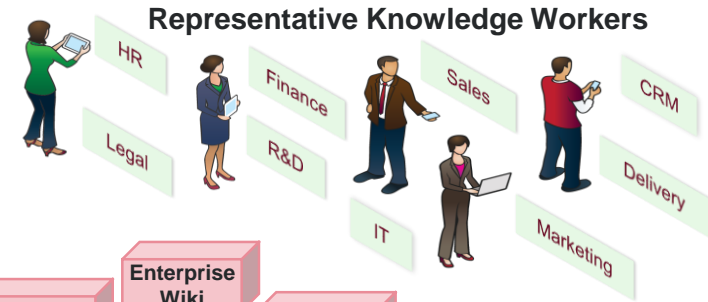 Representative Knowledge Workers
HR
Finance
Sales
CRM
Legal
R&D
Delivery
IT
Marketing
Enterprise
Wiki